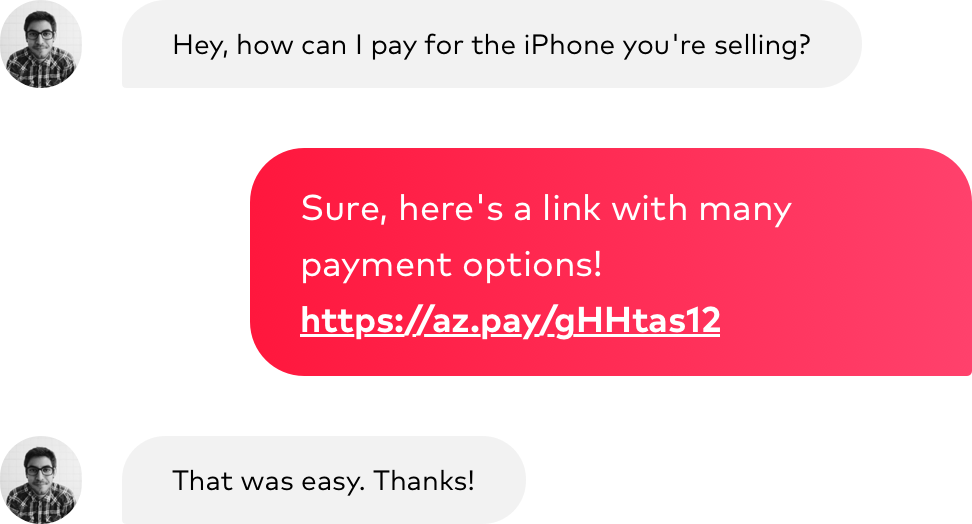 Hey, how can I pay for the iPhone you're selling?
Sure, here's a link with many
payment options!
https://az.pay/gHHtas12
That was easy. Thanks!